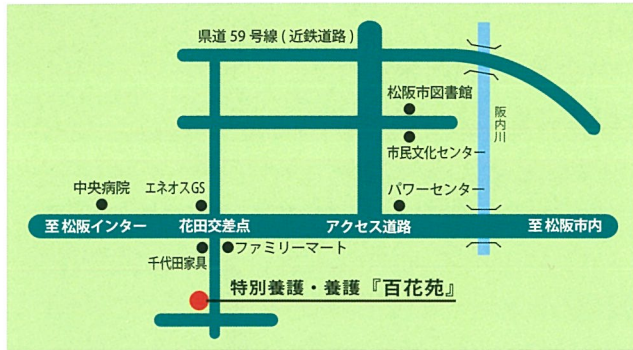 県道59号線(近鉄道路)
松阪市図書館
阪内川
市民文化センター
中央病院
エネオスGS
パワーセンター
至松阪インター
花田交差点
アクセス道路
至松阪市内
千代田家具
ファミリーマート
特別養護・養護『百花苑』